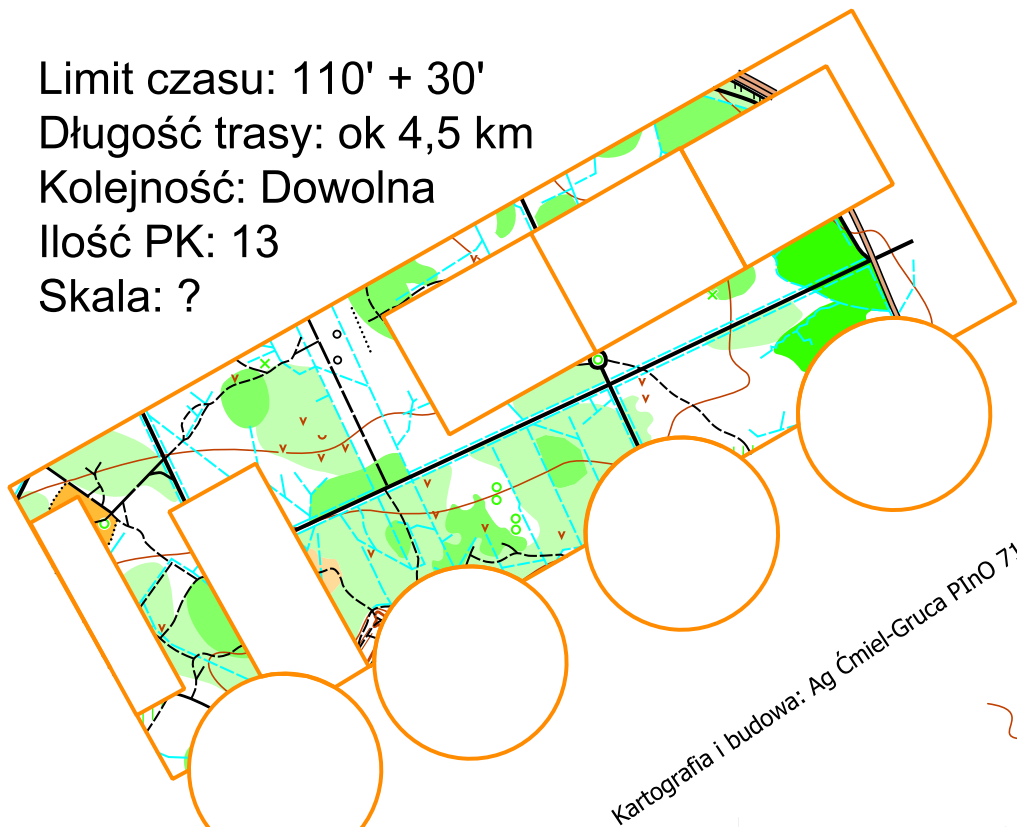 Limit czasu: 110' + 30'
Długość trasy: ok 4,5 km
Kolejność: Dowolna
Ilość PK: 13
Skala: ?
Kartografia i budowa: Ag Ćmiel-Gruca PInO 71